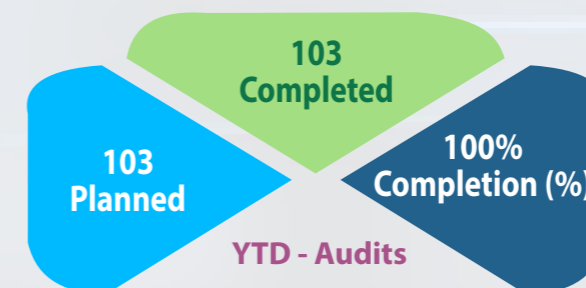 103
Completed
103
Planned
100%
Completion (%)
YTD - Audits